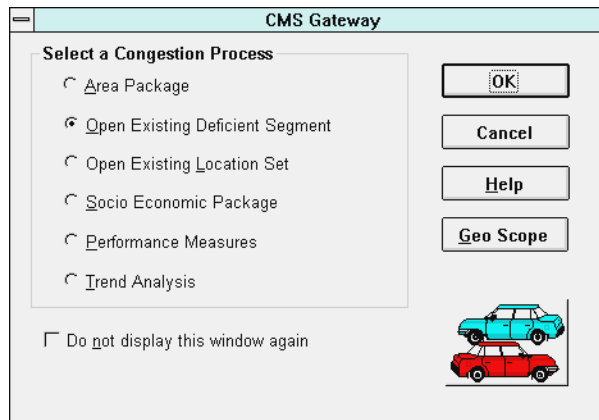 CMS Gateway
Select a Congestion Process
Area Package
Open Existing Deficient Segment
Open Existing Location Set
Socio Economic Package
Performance Measures
Trend Analysis
Do not display this window again
OK
Cancel
Help
Geo Scope